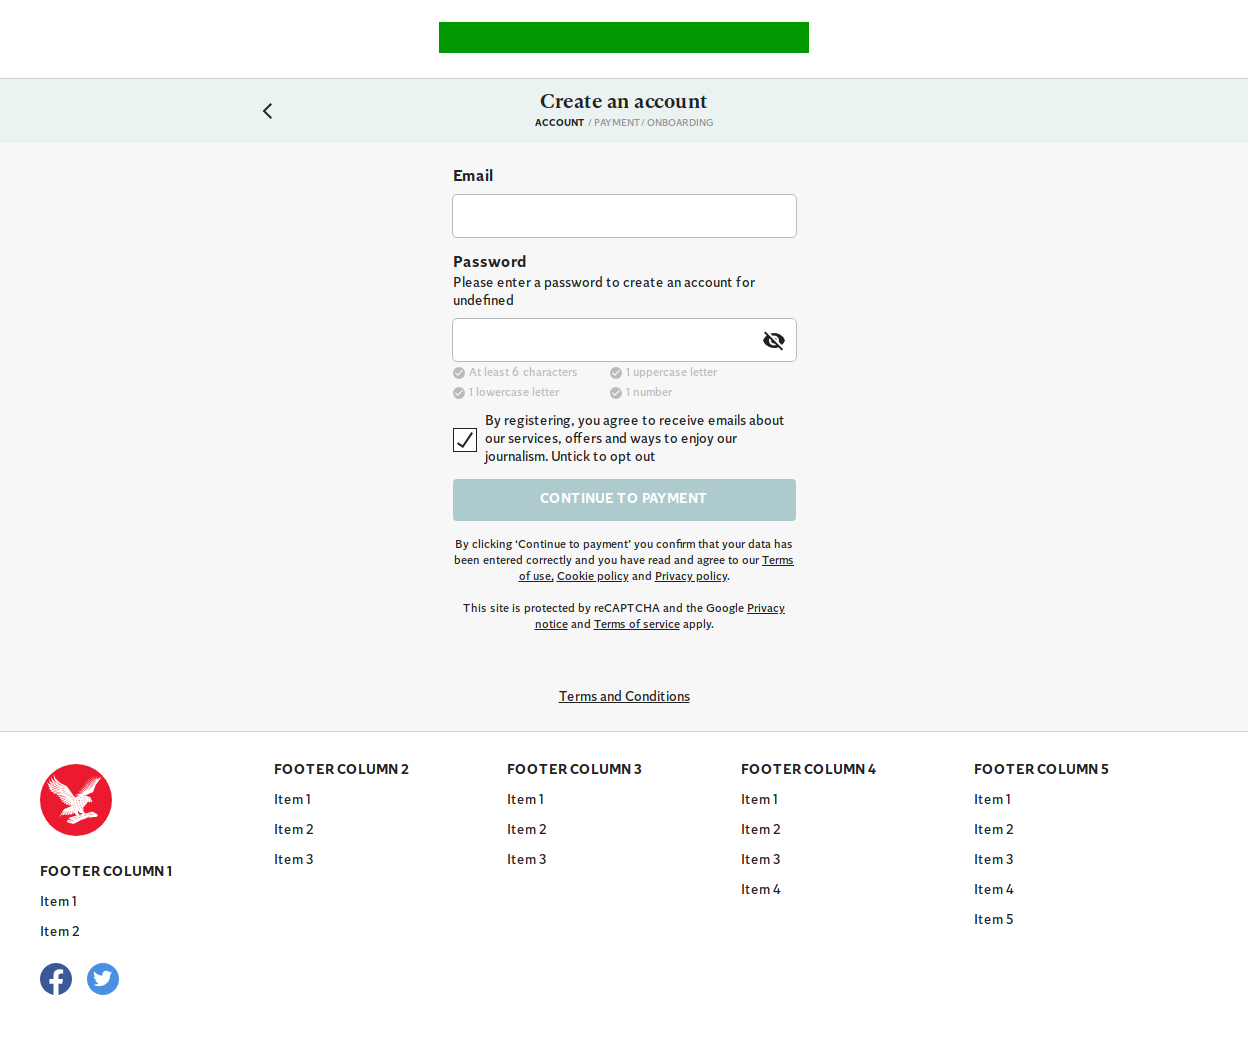 Create an account
ACCOUNT / PAYMENT / ONBOARDING
Email
Password
Please enter a password to create an account for
undefined
At least 6 characters
1 uppercase letter
1 lowercase letter
1 number
By registering, you agree to receive emails about
our services, offers and ways to enjoy our
journalism. Untick to opt out
CONTINUE TO PAYMENT
By clicking ‘Continue to payment’ you confirm that your data has
been entered correctly and you have read and agree to our Terms
of use, Cookie policy and Privacy policy.
This site is protected by reCAPTCHA and the Google Privacy
notice and Terms of service apply.
Terms and Conditions
FOOTER COLUMN 1
Item 1
Item 2
FOOTER COLUMN 2
Item 1
Item 2
Item 3
FOOTER COLUMN 3
Item 1
Item 2
Item 3
FOOTER COLUMN 4
Item 1
Item 2
Item 3
Item 4
FOOTER COLUMN 5
Item 1
Item 2
Item 3
Item 4
Item 5